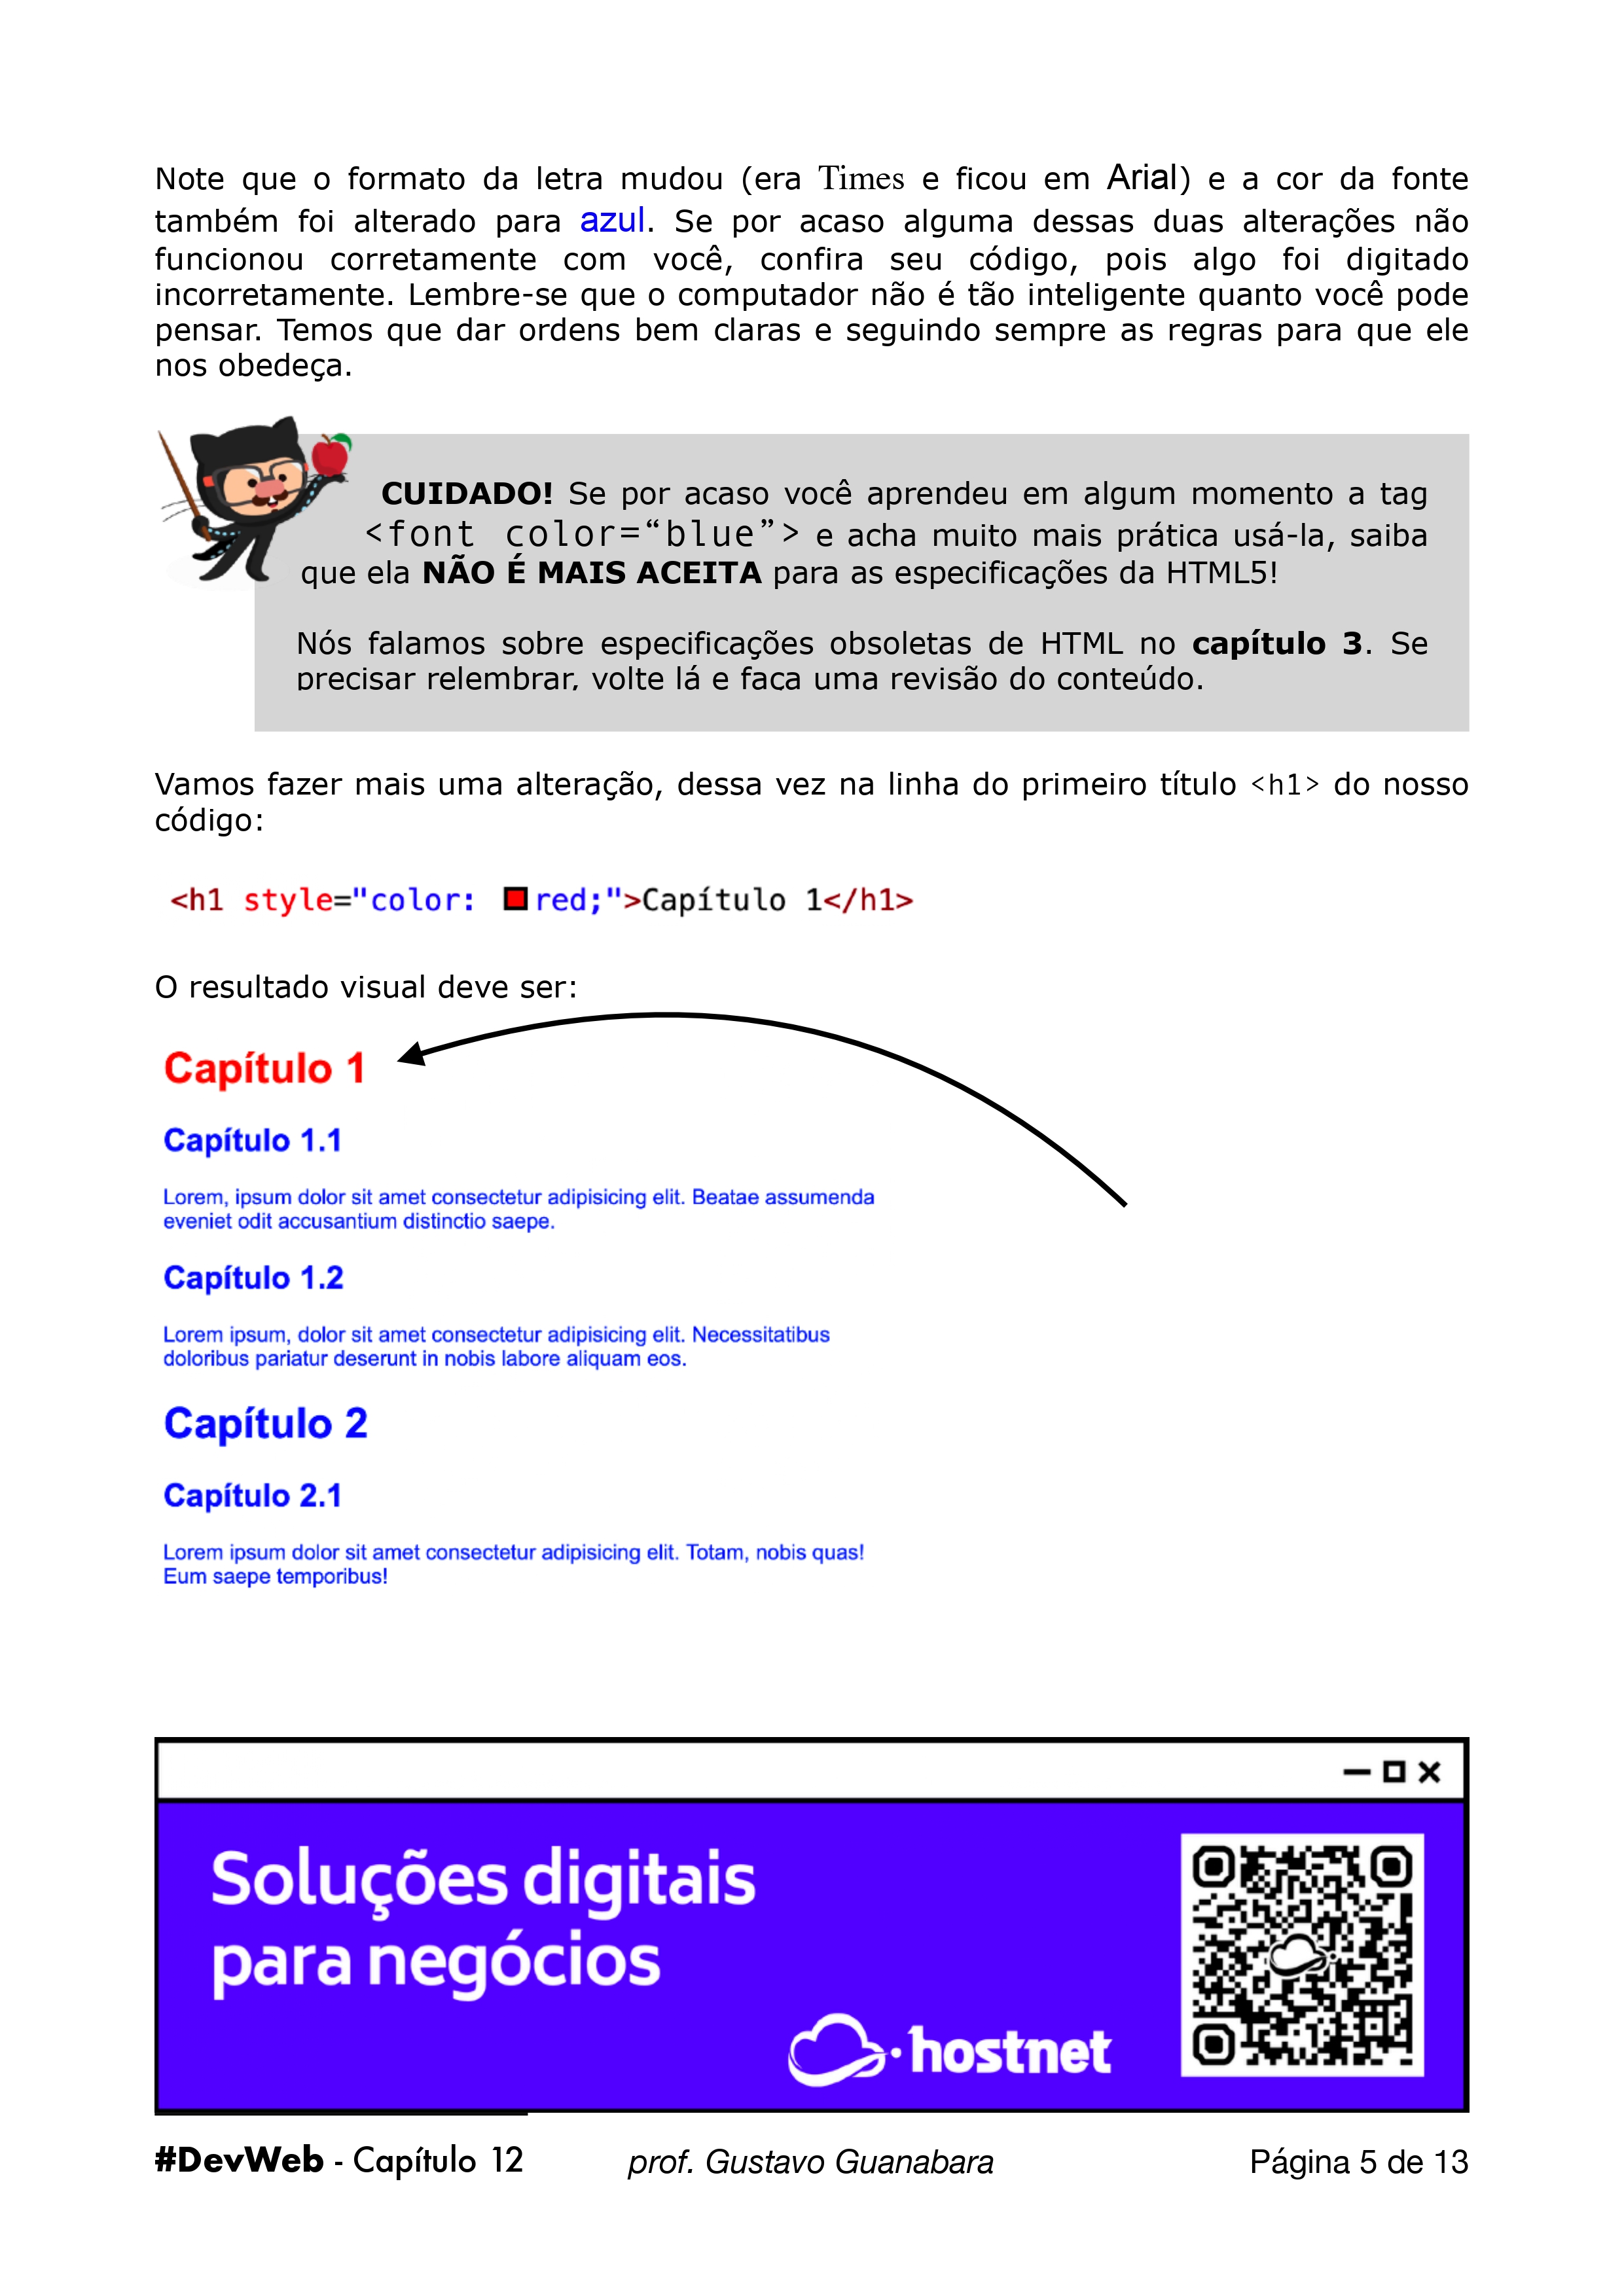 Note que o formato da letra mudou (era Times e ficou em Arial) e a cor da fonte
também foi alterado para azul. Se por acaso alguma dessas duas alterações não
funcionou corretamente com você, confira seu código, pois algo foi digitado
incorretamente. Lembre-se que o computador não é tão inteligente quanto você pode
pensar. Temos que dar ordens bem claras e seguindo sempre as regras para que ele
nos obedeça.
CUIDADO! Se por acaso você aprendeu em algum momento a tag
<font color=“blue”> e acha muito mais prática usá-la, saiba
que ela NÃO É MAIS ACEITA para as especificações da HTML5!
Nós falamos sobre especificações obsoletas de HTML no capítulo 3. Se
precisar relembrar, volte lá e faça uma revisão do conteúdo.
Vamos fazer mais uma alteração, dessa vez na linha do primeiro título <h1> do nosso
código:
<h1 style="color: red;">Capítulo 1</h1>
O resultado visual deve ser:
Capítulo 1
Capítulo 1.1
Lorem, ipsum dolor sit amet consectetur adipisicing elit. Beatae assumenda
eveniet odit accusantium distinctio saepe.
Capítulo 1.2
Lorem ipsum, dolor sit amet consectetur adipisicing elit. Necessitatibus
doloribus pariatur deserunt in nobis labore aliquam eos.
Capítulo 2
Capítulo 2.1
Lorem ipsum dolor sit amet consectetur adipisicing elit. Totam, nobis quas!
Eum saepe temporibus!
Soluções digitais
para negócios
hostnet
#DevWeb - Capítulo 12 prof. Gustavo Guanabara Página 5 de 13